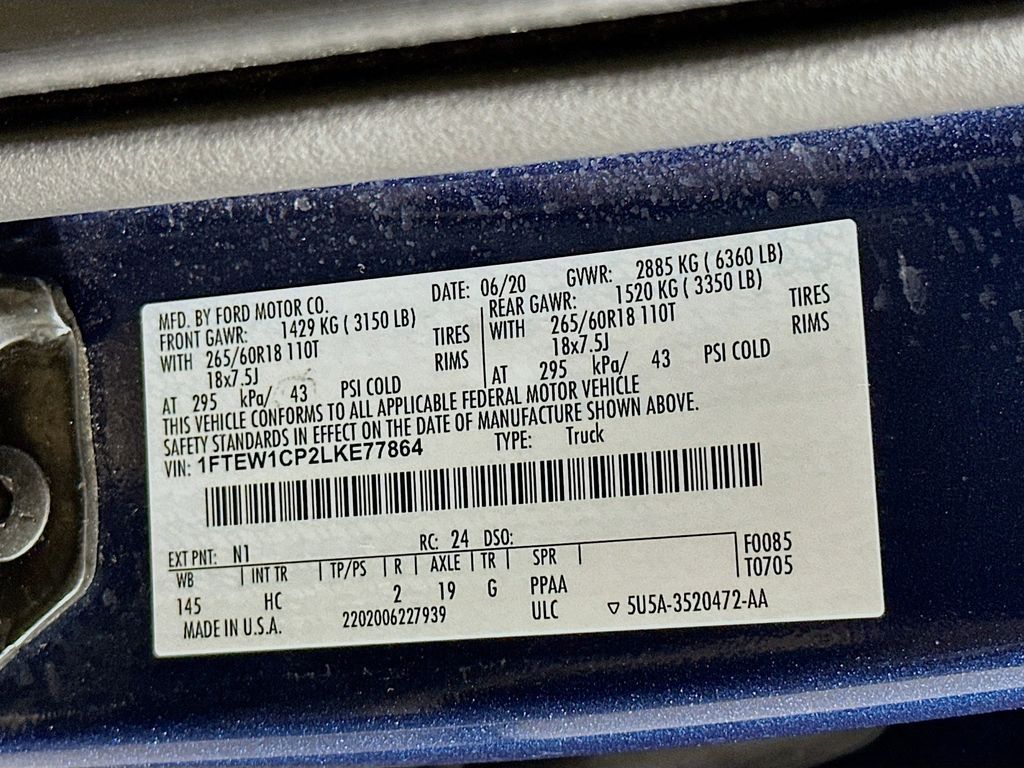 MFD. BY FORD MOTOR CO.
DATE: 06/20 GVWR: 2885 KG ( 6360 LB)
FRONT GAWR: 1429 KG ( 3150 LB)
WITH 265/60R18 110T TIRES
18x7.5J RIMS
AT 295 kPa/ 43 PSI COLD
REAR GAWR: 1520 KG ( 3350 LB)
WITH 265/60R18 110T TIRES
18x7.5J RIMS
AT 295 kPa/ 43 PSI COLD
THIS VEHICLE CONFORMS TO ALL APPLICABLE FEDERAL MOTOR VEHICLE
SAFETY STANDARDS IN EFFECT ON THE DATE OF MANUFACTURE SHOWN ABOVE.
VIN: 1FTEW1CP2LKE77864 TYPE: Truck
EXT PNT: N1 RC: 24 DSO:
WB INT TR TP/PS R AXLE TR SPR F0085
145 HC 2 19 G PPAA T0705
MADE IN U.S.A. 2202006227939 ULC ▽ 5U5A-3520472-AA